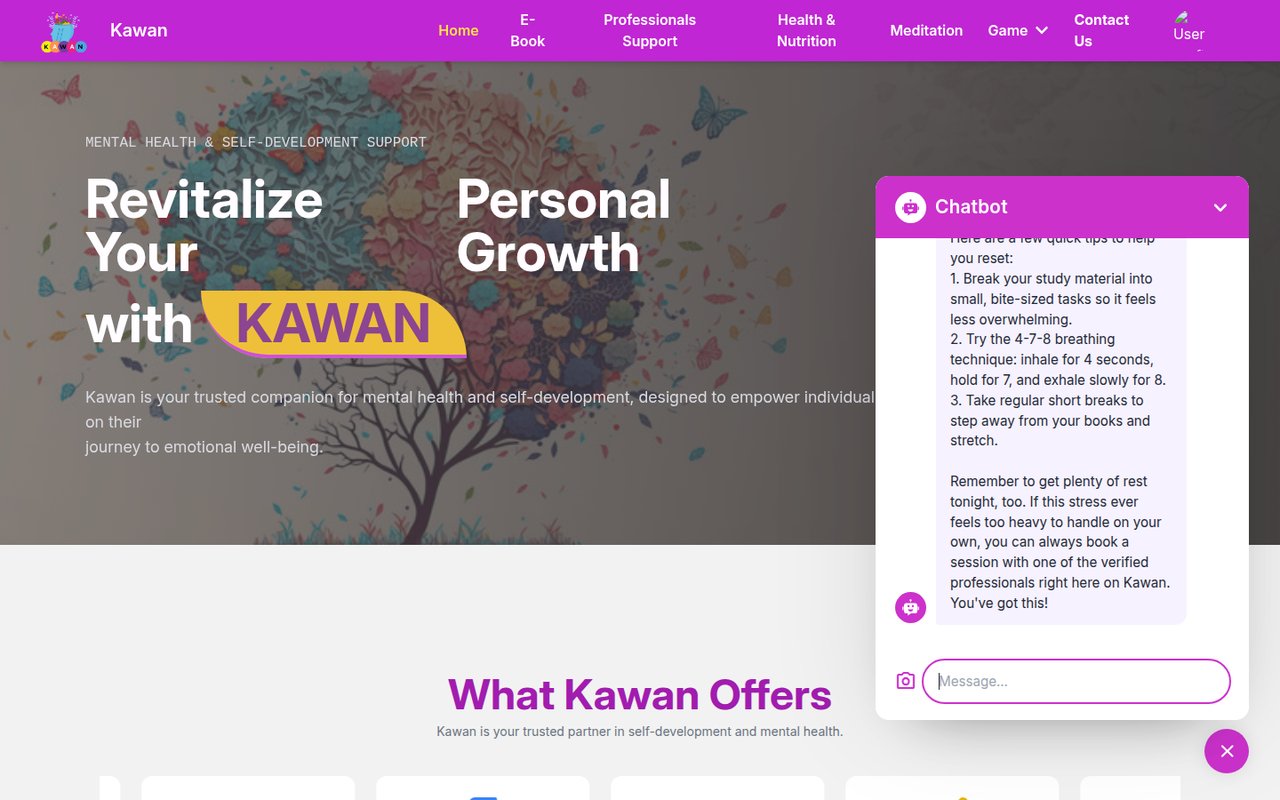 KAWAN
Kawan
Home
E-
Book
Professionals
Support
Health &
Nutrition
Meditation
Game
Contact
Us
User
MENTAL HEALTH & SELF-DEVELOPMENT SUPPORT
Revitalize
Your
Personal
Growth
with KAWAN
Kawan is your trusted companion for mental health and self-development, designed to empower individual
on their
journey to emotional well-being.
What Kawan Offers
Kawan is your trusted partner in self-development and mental health.
Chatbot
Here are a few quick tips to help
you reset:
1. Break your study material into
small, bite-sized tasks so it feels
less overwhelming.
2. Try the 4-7-8 breathing
technique: inhale for 4 seconds,
hold for 7, and exhale slowly for 8.
3. Take regular short breaks to
step away from your books and
stretch.
Remember to get plenty of rest
tonight, too. If this stress ever
feels too heavy to handle on your
own, you can always book a
session with one of the verified
professionals right here on Kawan.
You've got this!
Message...